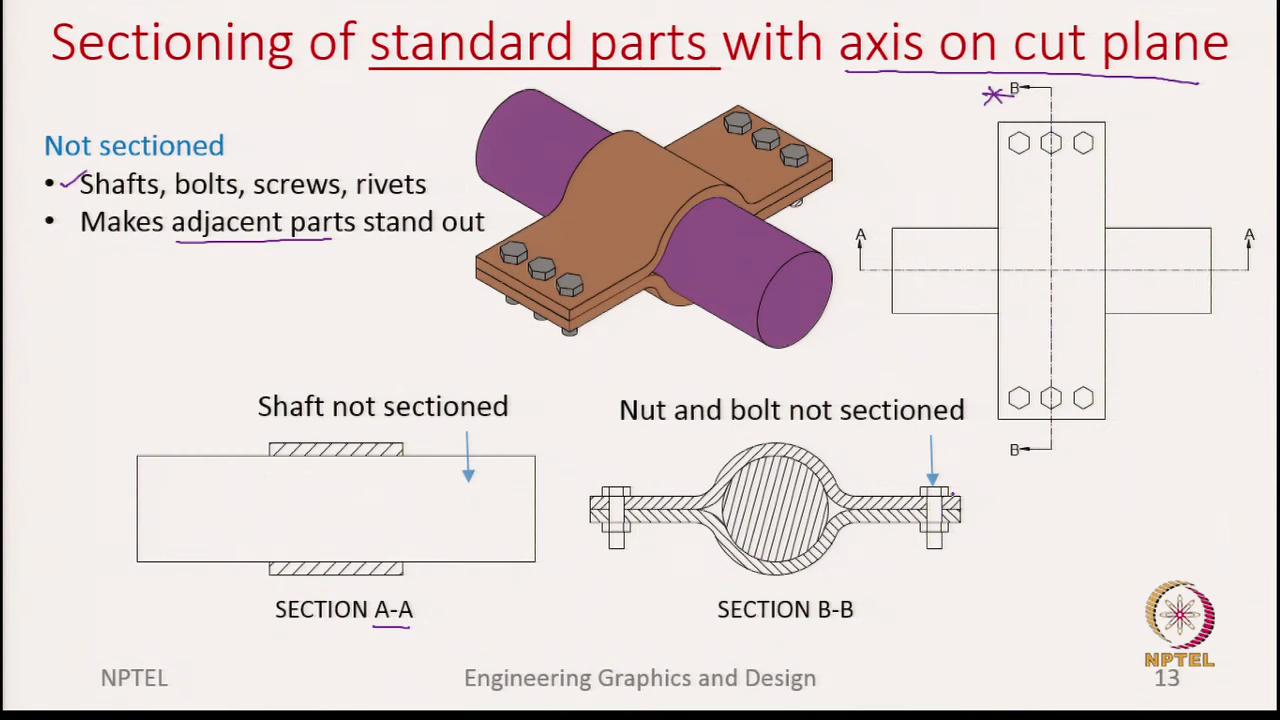 Sectioning of standard parts with axis on cut plane
Not sectioned
• Shafts, bolts, screws, rivets
• Makes adjacent parts stand out
B
A
A
B
Shaft not sectioned
Nut and bolt not sectioned
SECTION A-A
SECTION B-B
NPTEL
NPTEL
Engineering Graphics and Design
13